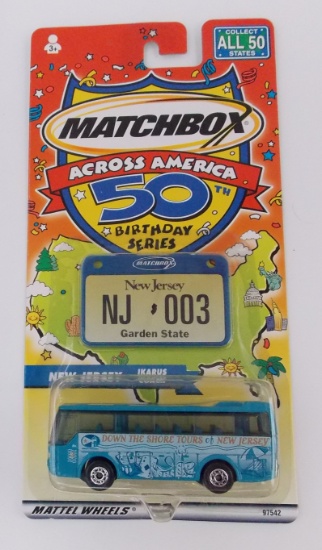 3+
COLLECT
ALL 50
STATES
MATCHBOX
ACROSS AMERICA
50TH
BIRTHDAY
SERIES
MATCHBOX
New Jersey
NJ 003
Garden State
NEW JERSEY IKARUS
DOWN THE SHORE TOURS OF NEW JERSEY
MATTEL WHEELS
97542